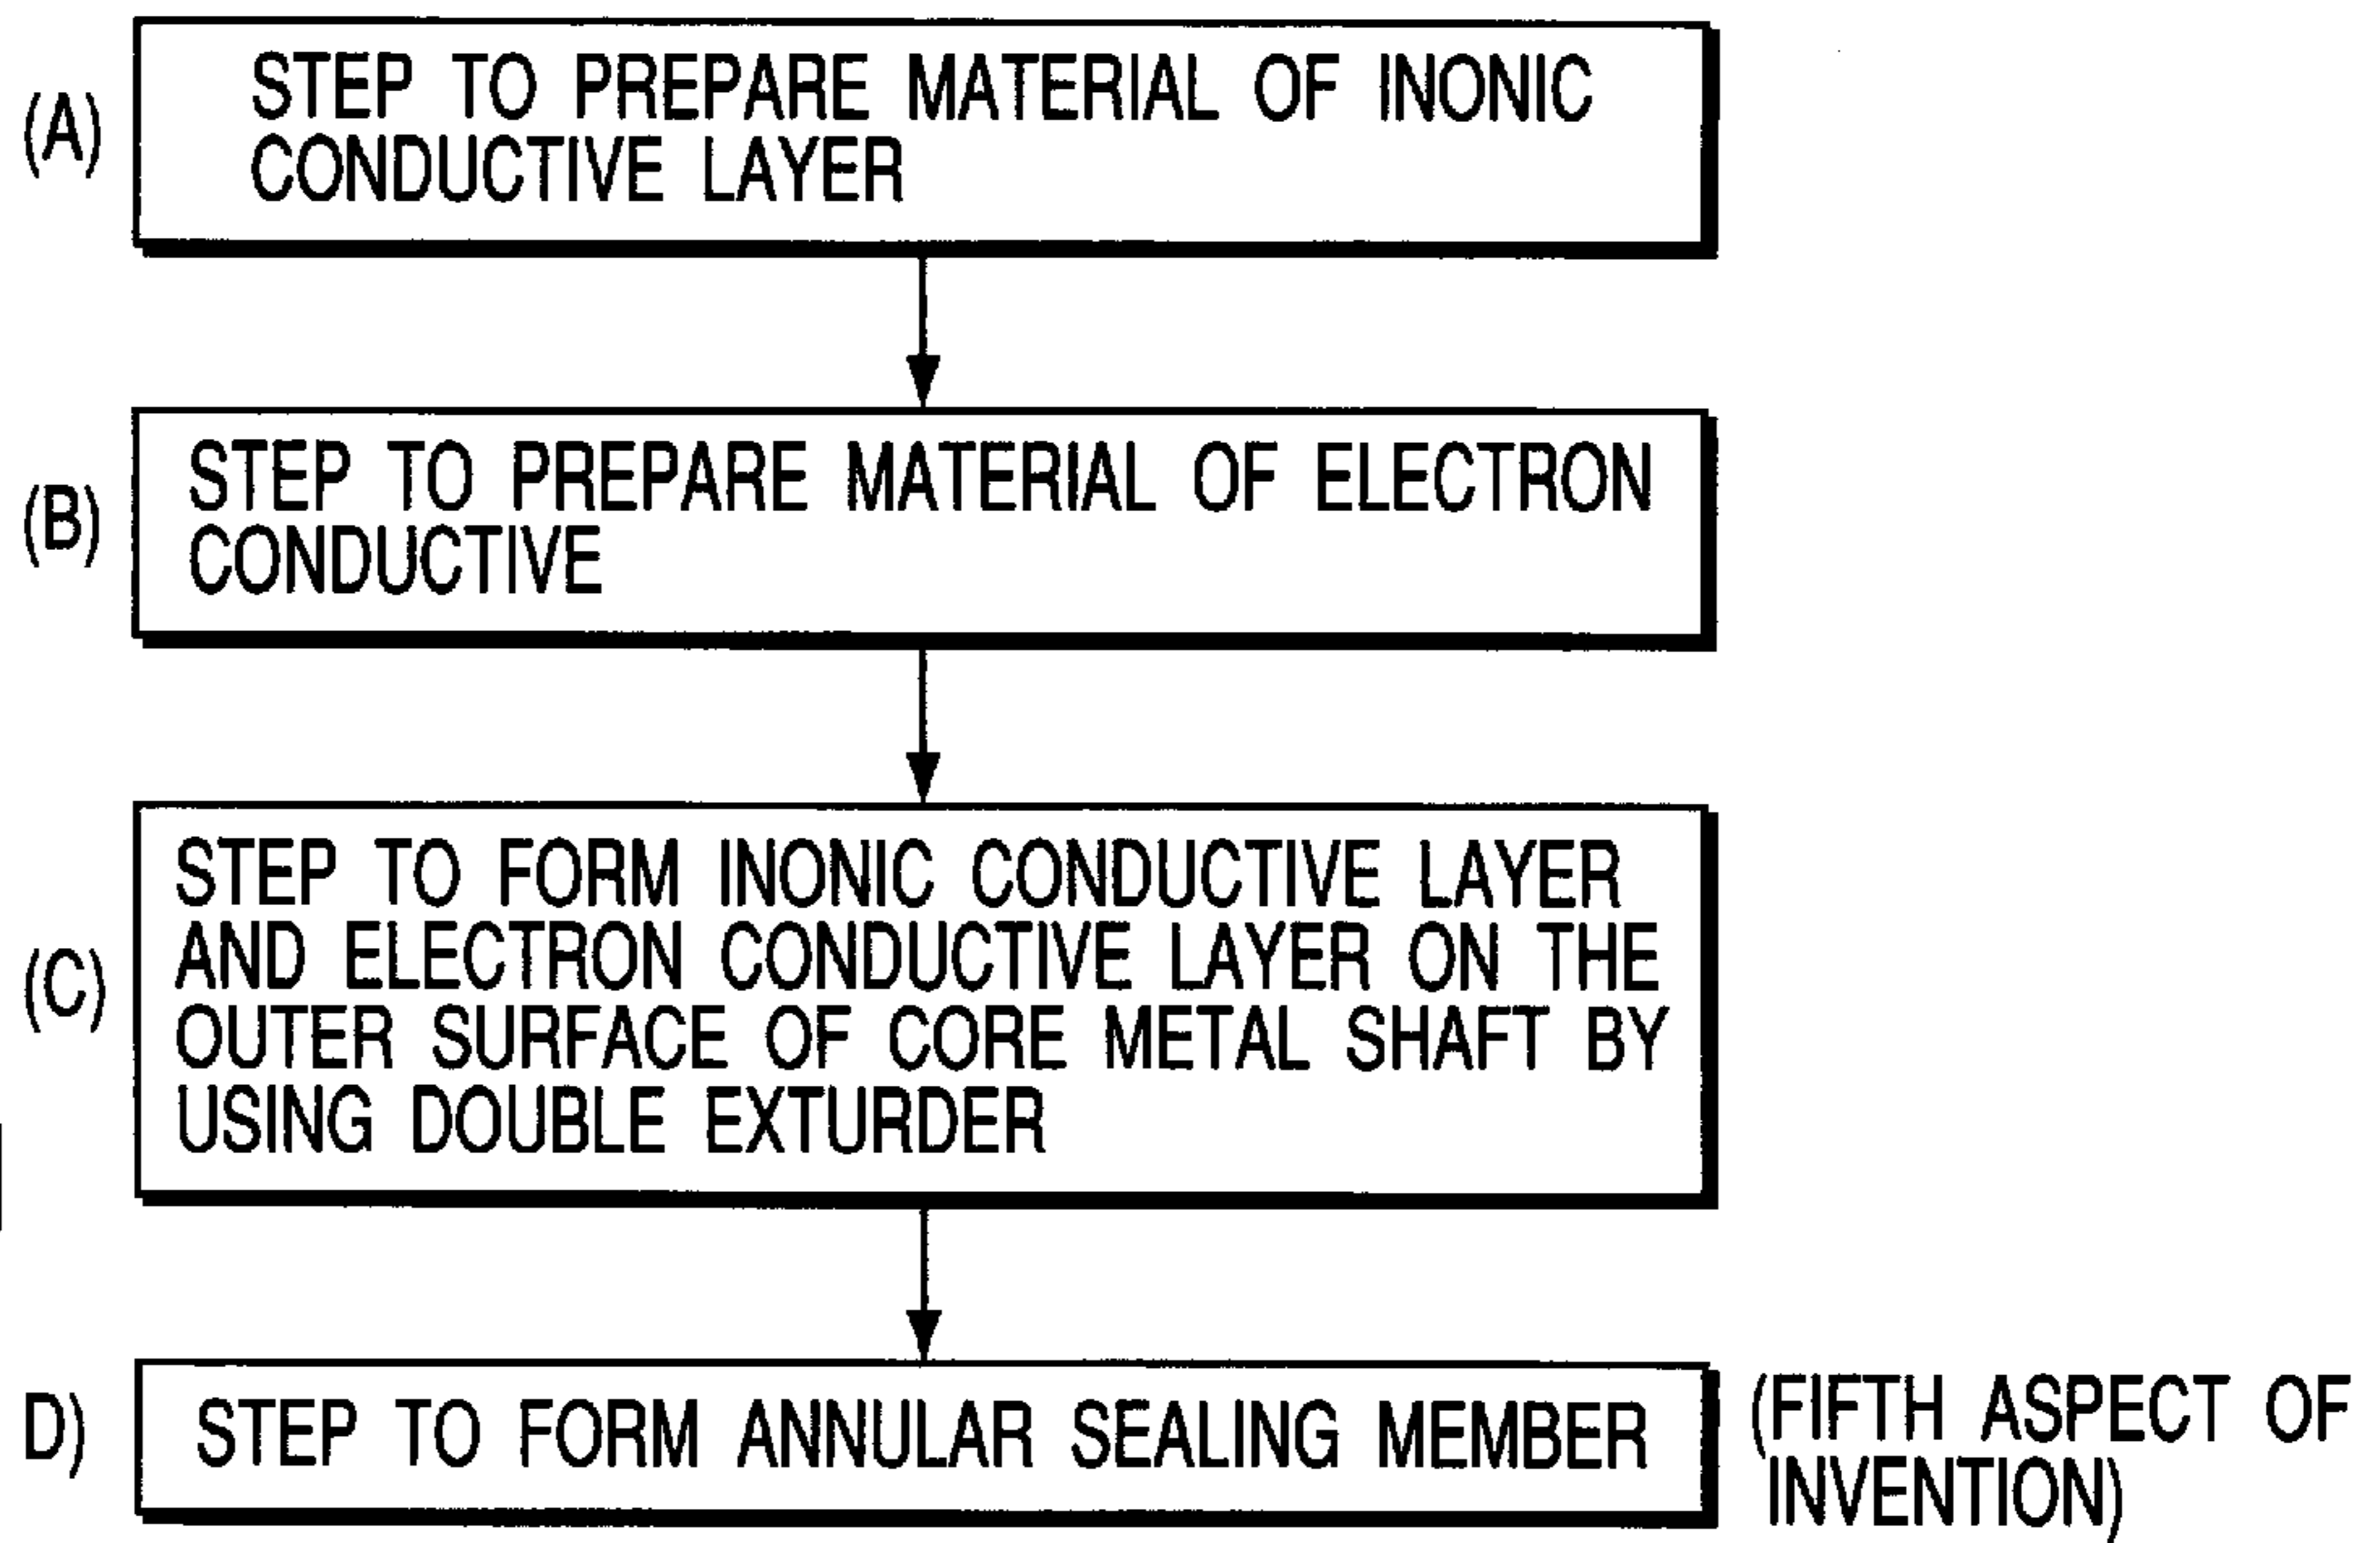 (A)
STEP TO PREPARE MATERIAL OF INONIC
CONDUCTIVE LAYER
(B)
STEP TO PREPARE MATERIAL OF ELECTRON
CONDUCTIVE
(C)
STEP TO FORM INONIC CONDUCTIVE LAYER
AND ELECTRON CONDUCTIVE LAYER ON THE
OUTER SURFACE OF CORE METAL SHAFT BY
USING DOUBLE EXTURDER
D)
STEP TO FORM ANNULAR SEALING MEMBER
(FIFTH ASPECT OF
INVENTION)